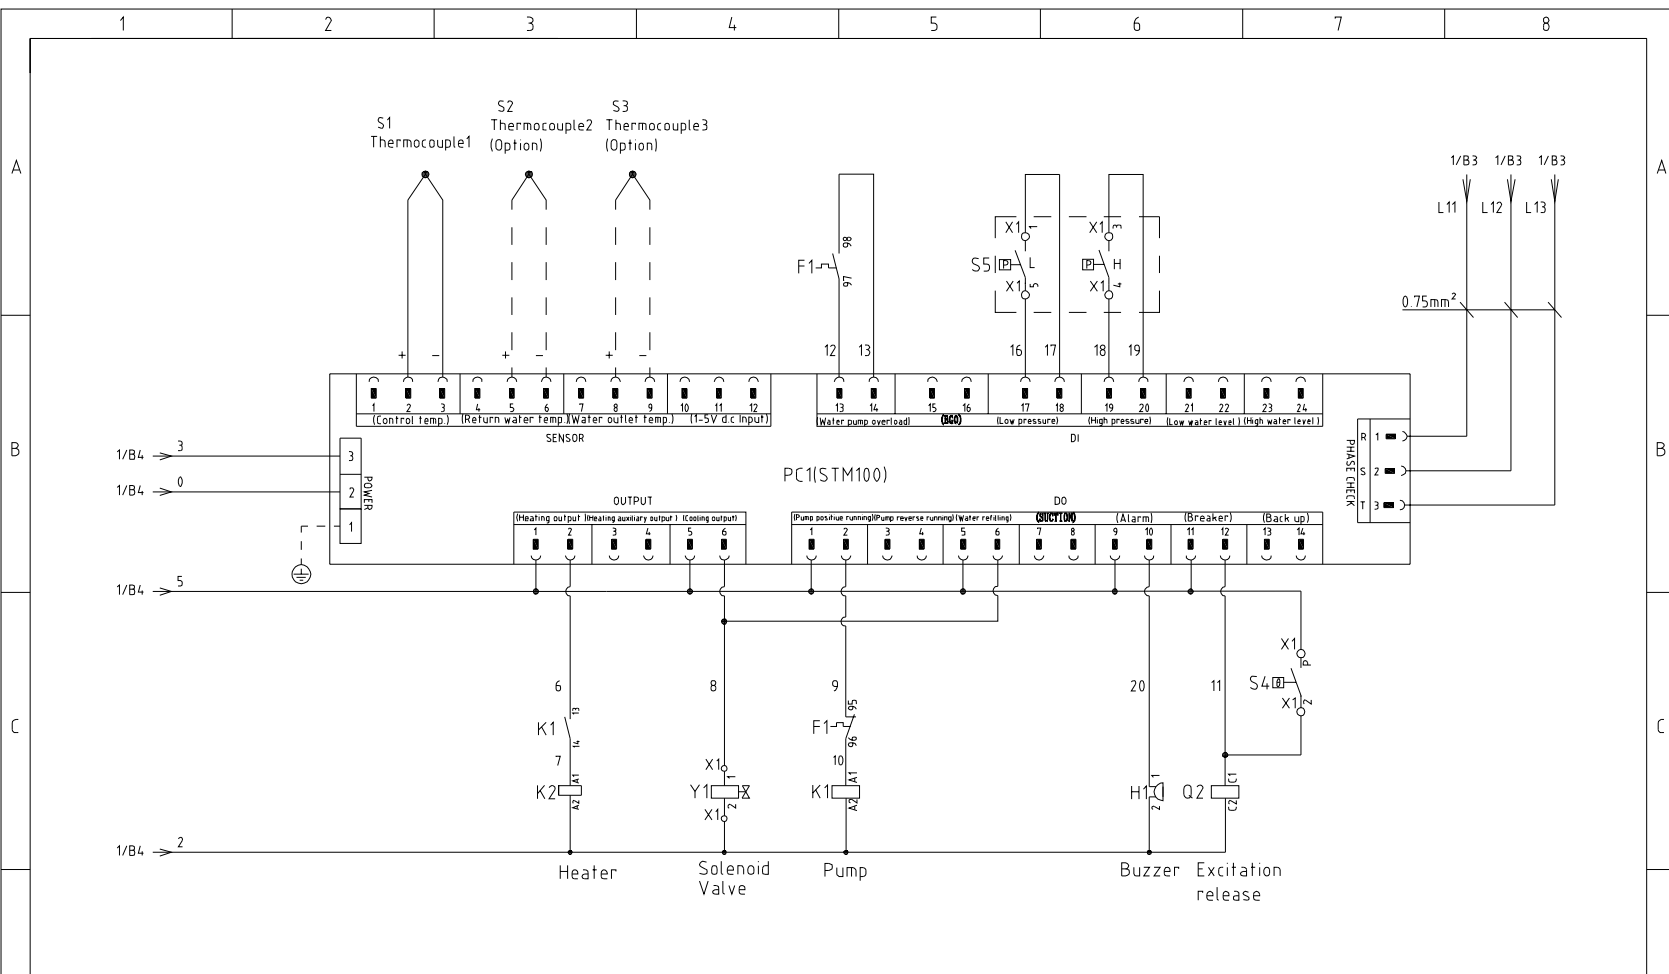 1 2 3 4 5 6 7 8
A A
B B
C C
S1
Thermocouple1
S2
Thermocouple2
(Option)
S3
Thermocouple3
(Option)
+ − + − + −
F1 98 97
12 13
S5 P L
X1 1
X1 5
P H
X1 3
X1 4
16 17 18 19
1/B3 1/B3 1/B3
L11 L12 L13
0.75mm²
1 2 3 4 5 6 7 8 9 10 11 12
(Control temp.) (Return water temp.) (Water outlet temp.) (1-5V d.c Input)
SENSOR
13 14 15 16 17 18 19 20 21 22 23 24
(Water pump overload) (EGO) (Low pressure) (High pressure) (Low water level) (High water level)
DI
PC1(STM100)
1/B4 3
1/B4 0
3
2
1
POWER
PHASE CHECK
R 1
S 2
T 3
OUTPUT
(Heating output) (Heating auxiliary output) (Cooling output)
1 2 3 4 5 6
DO
(Pump positiue running) (Pump reverse running) (Water refilling) (SUCTION) (Alarm) (Breaker) (Back up)
1 2 3 4 5 6 7 8 9 10 11 12 13 14
1/B4 5
6
K1 13 14
7
K2 A1 A2
8
X1
Y1 1 2
X1
9
F1 95 96
10
K1 A1 A2
20
H1 1 2
11
Q2 C1 C2
X1 P
S4 θ
X1 2
1/B4 2
Heater
Solenoid
Valve
Pump
Buzzer
Excitation
release